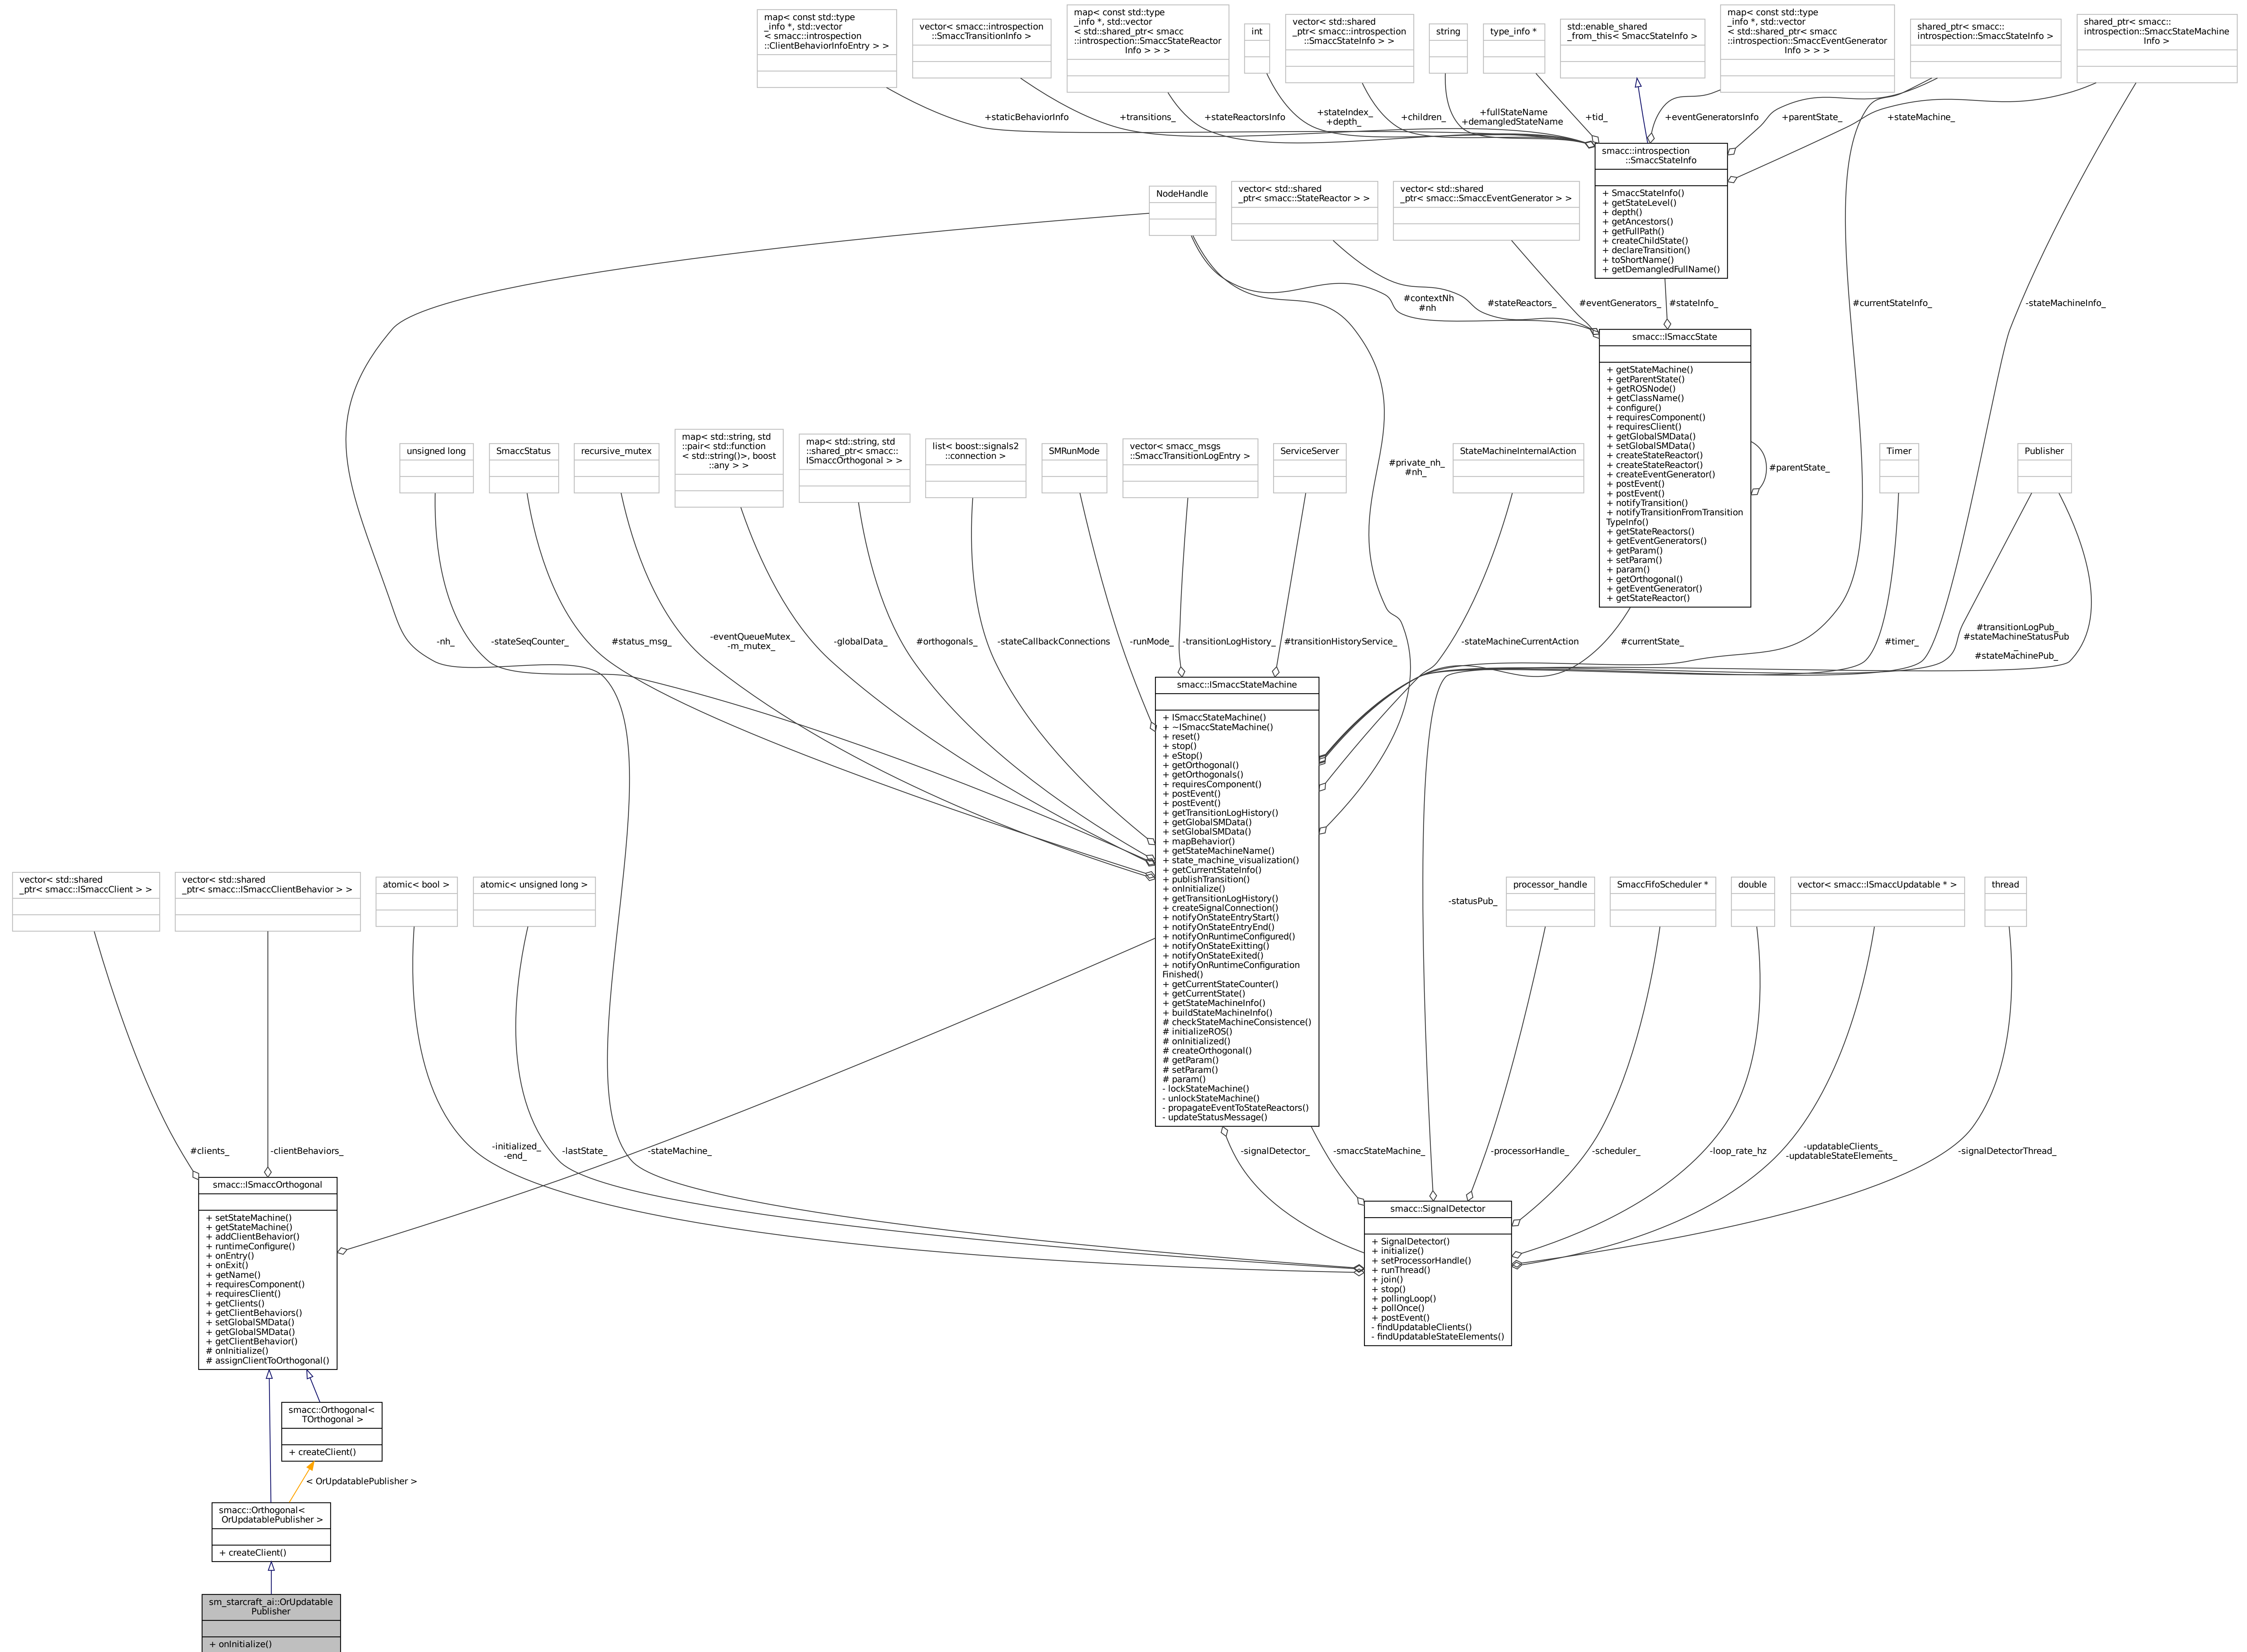 map< const std::type
_info *, std::vector
< smacc::introspection
::ClientBehaviorInfoEntry > >
vector< smacc::introspection
::SmaccTransitionInfo >
map< const std::type
_info *, std::vector
< std::shared_ptr< smacc
::introspection::SmaccStateReactor
Info > > >
int
vector< std::shared
_ptr< smacc::introspection
::SmaccStateInfo > >
string
type_info *
std::enable_shared
_from_this< SmaccStateInfo >
map< const std::type
_info *, std::vector
< std::shared_ptr< smacc
::introspection::SmaccEventGenerator
Info > > >
shared_ptr< smacc::
introspection::SmaccStateInfo >
shared_ptr< smacc::
introspection::SmaccStateMachine
Info >
+staticBehaviorInfo
+transitions_
+stateReactorsInfo
+stateIndex_
+depth_
+children_
+fullStateName
+demangledStateName
+tid_
+eventGeneratorsInfo
+parentState_
+stateMachine_
smacc::introspection
::SmaccStateInfo
+ SmaccStateInfo()
+ getStateLevel()
+ depth()
+ getAncestors()
+ getFullPath()
+ createChildState()
+ declareTransition()
+ toShortName()
+ getDemangledFullName()
NodeHandle
vector< std::shared
_ptr< smacc::StateReactor > >
vector< std::shared
_ptr< smacc::SmaccEventGenerator > >
#contextNh
#nh
#stateReactors_
#eventGenerators_
#stateInfo_
#currentStateInfo_
-stateMachineInfo_
smacc::ISmaccState
+ getStateMachine()
+ getParentState()
+ getROSNode()
+ getClassName()
+ configure()
+ requiresComponent()
+ requiresClient()
+ getGlobalSMData()
+ setGlobalSMData()
+ createStateReactor()
+ createStateReactor()
+ createEventGenerator()
+ postEvent()
+ postEvent()
+ notifyTransition()
+ notifyTransitionFromTransition
TypeInfo()
+ getStateReactors()
+ getEventGenerators()
+ getParam()
+ setParam()
+ param()
+ getOrthogonal()
+ getEventGenerator()
+ getStateReactor()
#parentState_
unsigned long
SmaccStatus
recursive_mutex
map< std::string, std
::pair< std::function
< std::string()>, boost
::any > >
map< std::string, std
::shared_ptr< smacc::
ISmaccOrthogonal > >
list< boost::signals2
::connection >
SMRunMode
vector< smacc_msgs
::SmaccTransitionLogEntry >
ServiceServer
#private_nh_
#nh_
StateMachineInternalAction
Timer
Publisher
-nh_
-stateSeqCounter_
#status_msg_
-eventQueueMutex_
-m_mutex_
-globalData_
#orthogonals_
-stateCallbackConnections
-runMode_
-transitionLogHistory_
#transitionHistoryService_
-stateMachineCurrentAction
#currentState_
#timer_
#transitionLogPub_
#stateMachineStatusPub
_
#stateMachinePub_
smacc::ISmaccStateMachine
+ ISmaccStateMachine()
+ ~ISmaccStateMachine()
+ reset()
+ stop()
+ eStop()
+ getOrthogonal()
+ getOrthogonals()
+ requiresComponent()
+ postEvent()
+ postEvent()
+ getTransitionLogHistory()
+ getGlobalSMData()
+ setGlobalSMData()
+ mapBehavior()
+ getStateMachineName()
+ state_machine_visualization()
+ getCurrentStateInfo()
+ publishTransition()
+ onInitialize()
+ getTransitionLogHistory()
+ createSignalConnection()
+ notifyOnStateEntryStart()
+ notifyOnStateEntryEnd()
+ notifyOnRuntimeConfigured()
+ notifyOnStateExitting()
+ notifyOnStateExited()
+ notifyOnRuntimeConfiguration
Finished()
+ getCurrentStateCounter()
+ getCurrentState()
+ getStateMachineInfo()
+ buildStateMachineInfo()
# checkStateMachineConsistence()
# initializeROS()
# onInitialized()
# createOrthogonal()
# getParam()
# setParam()
# param()
- lockStateMachine()
- unlockStateMachine()
- propagateEventToStateReactors()
- updateStatusMessage()
vector< std::shared
_ptr< smacc::ISmaccClient > >
vector< std::shared
_ptr< smacc::ISmaccClientBehavior > >
atomic< bool >
atomic< unsigned long >
-statusPub_
processor_handle
SmaccFifoScheduler *
double
vector< smacc::ISmaccUpdatable * >
thread
#clients_
-clientBehaviors_
-initialized_
-end_
-lastState_
-stateMachine_
-signalDetector_
-smaccStateMachine_
-processorHandle_
-scheduler_
-loop_rate_hz
-updatableClients_
-updatableStateElements_
-signalDetectorThread_
smacc::ISmaccOrthogonal
+ setStateMachine()
+ getStateMachine()
+ addClientBehavior()
+ runtimeConfigure()
+ onEntry()
+ onExit()
+ getName()
+ requiresComponent()
+ requiresClient()
+ getClients()
+ getClientBehaviors()
+ setGlobalSMData()
+ getGlobalSMData()
+ getClientBehavior()
# onInitialize()
# assignClientToOrthogonal()
smacc::SignalDetector
+ SignalDetector()
+ initialize()
+ setProcessorHandle()
+ runThread()
+ join()
+ stop()
+ pollingLoop()
+ pollOnce()
+ postEvent()
- findUpdatableClients()
- findUpdatableStateElements()
smacc::Orthogonal<
TOrthogonal >
+ createClient()
< OrUpdatablePublisher >
smacc::Orthogonal<
OrUpdatablePublisher >
+ createClient()
sm_starcraft_ai::OrUpdatable
Publisher
+ onInitialize()